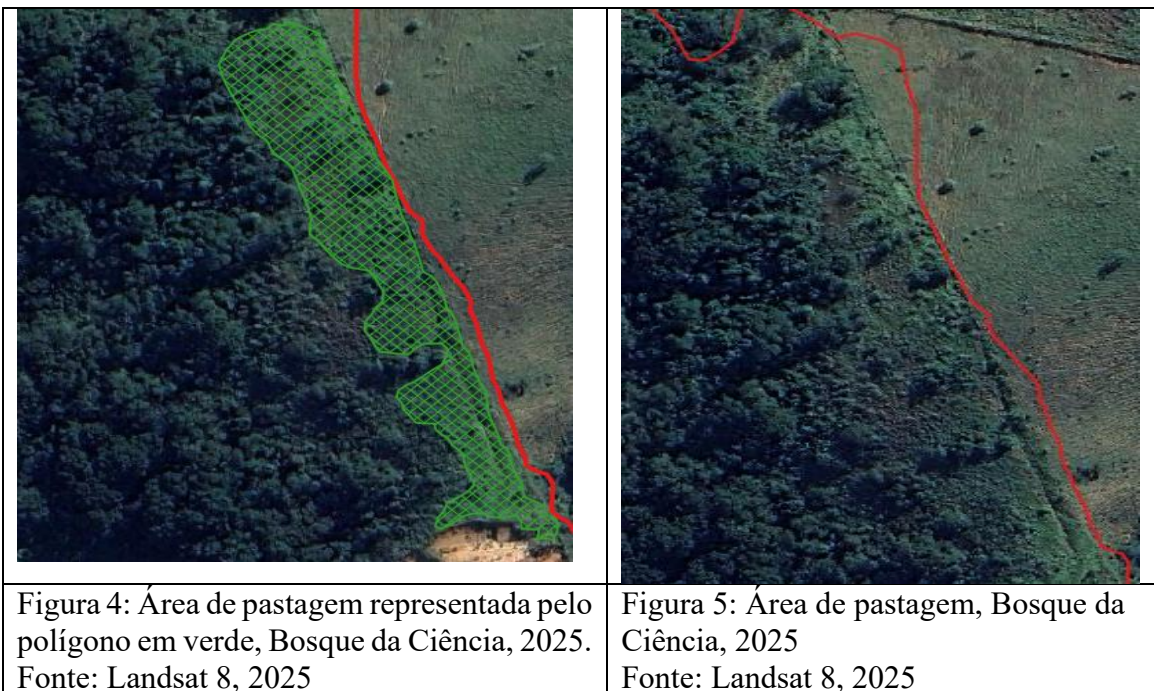 Figura 4: Área de pastagem representada pelo
polígono em verde, Bosque da Ciência, 2025.
Fonte: Landsat 8, 2025
Figura 5: Área de pastagem, Bosque da
Ciência, 2025
Fonte: Landsat 8, 2025